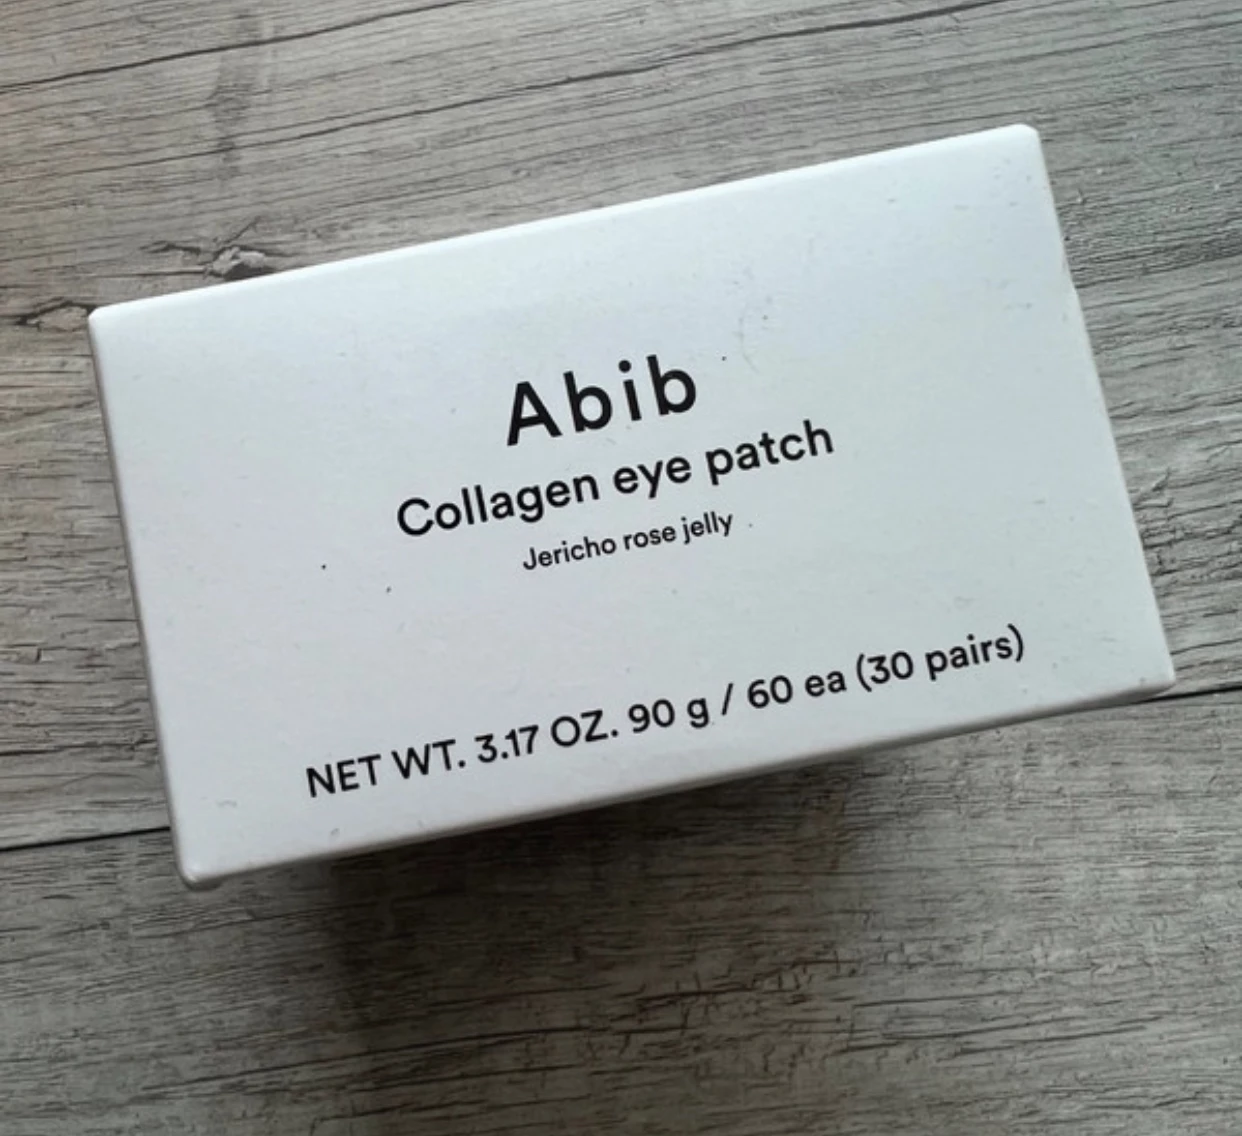 Abib
Collagen eye patch
Jericho rose jelly
NET WT. 3.17 OZ. 90 g / 60 ea (30 pairs)